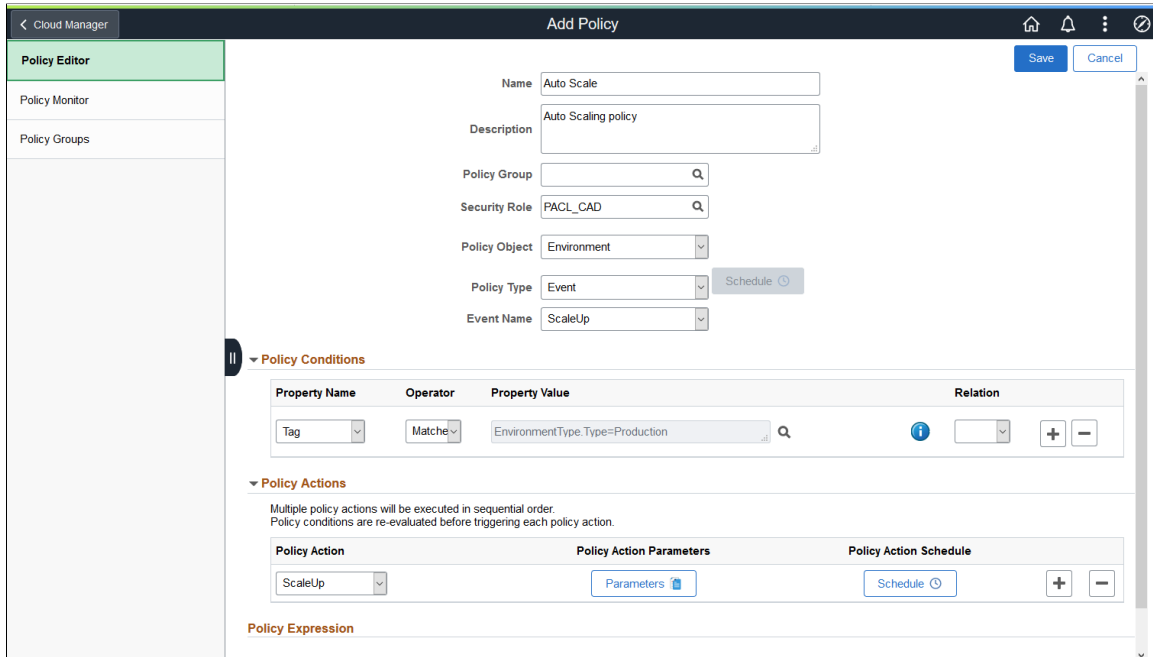 Cloud Manager
Add Policy
Policy Editor
Policy Monitor
Policy Groups
Save Cancel
Name Auto Scale
Description Auto Scaling policy
Policy Group
Security Role PACL_CAD
Policy Object Environment
Policy Type Event Schedule
Event Name ScaleUp
Policy Conditions
Property Name Operator Property Value Relation
Tag Matche EnvironmentType.Type=Production
Policy Actions
Multiple policy actions will be executed in sequential order.
Policy conditions are re-evaluated before triggering each policy action.
Policy Action Policy Action Parameters Policy Action Schedule
ScaleUp Parameters Schedule
Policy Expression